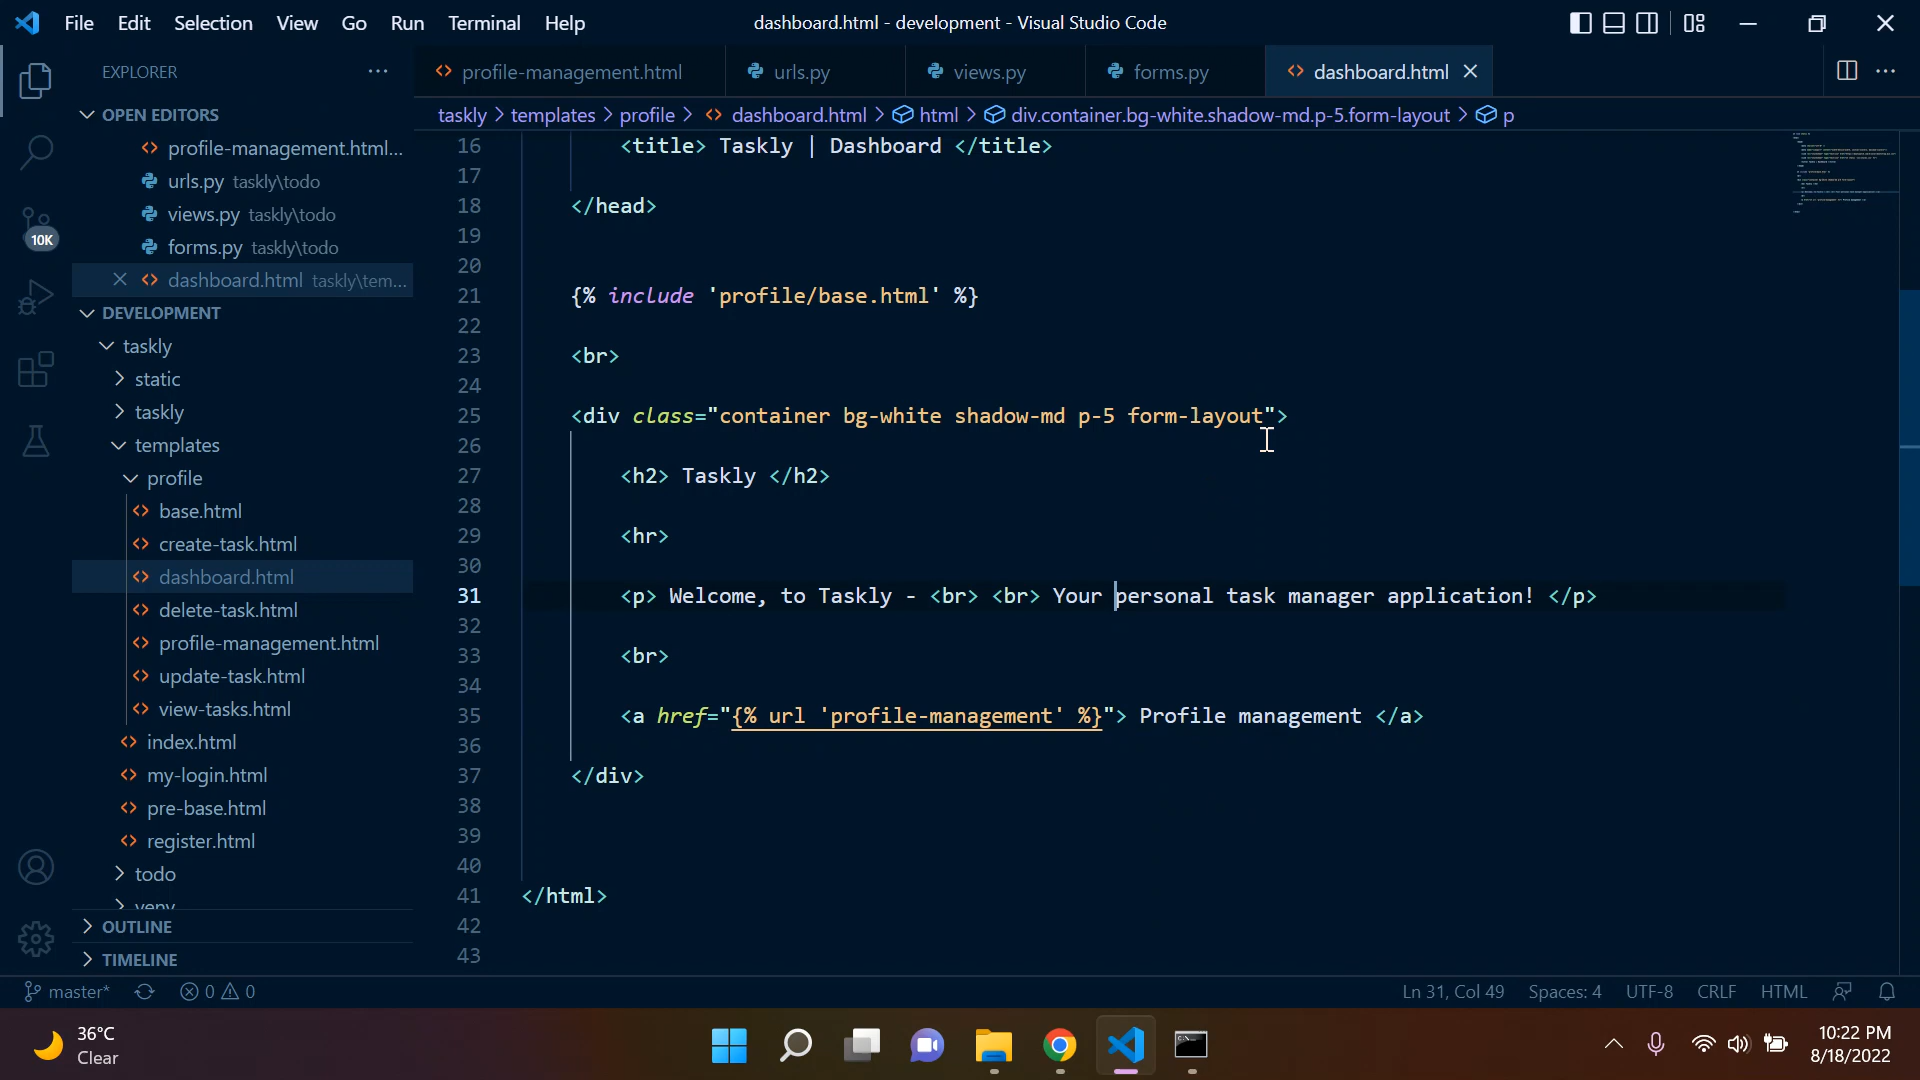 File Edit Selection View Go Run Terminal Help
dashboard.html - development - Visual Studio Code
EXPLORER
profile-management.html
urls.py
views.py
forms.py
dashboard.html
OPEN EDITORS
profile-management.html...
urls.py taskly\todo
views.py taskly\todo
forms.py taskly\todo
dashboard.html taskly\tem...
10K
DEVELOPMENT
taskly
static
taskly
templates
profile
base.html
create-task.html
dashboard.html
delete-task.html
profile-management.html
update-task.html
view-tasks.html
index.html
my-login.html
pre-base.html
register.html
todo
venv
OUTLINE
TIMELINE
taskly > templates > profile > dashboard.html > html > div.container.bg-white.shadow-md.p-5.form-layout > p
16 <title> Taskly | Dashboard </title>
17
18 </head>
19
20
21 {% include 'profile/base.html' %}
22
23 <br>
24
25 <div class="container bg-white shadow-md p-5 form-layout">
26
27 <h2> Taskly </h2>
28
29 <hr>
30
31 <p> Welcome, to Taskly - <br> <br> Your personal task manager application! </p>
32
33 <br>
34
35 <a href="{% url 'profile-management' %}"> Profile management </a>
36
37 </div>
38
39
40
41 </html>
42
43
master* 0 0
Ln 31, Col 49 Spaces: 4 UTF-8 CRLF HTML
36°C
Clear
10:22 PM
8/18/2022